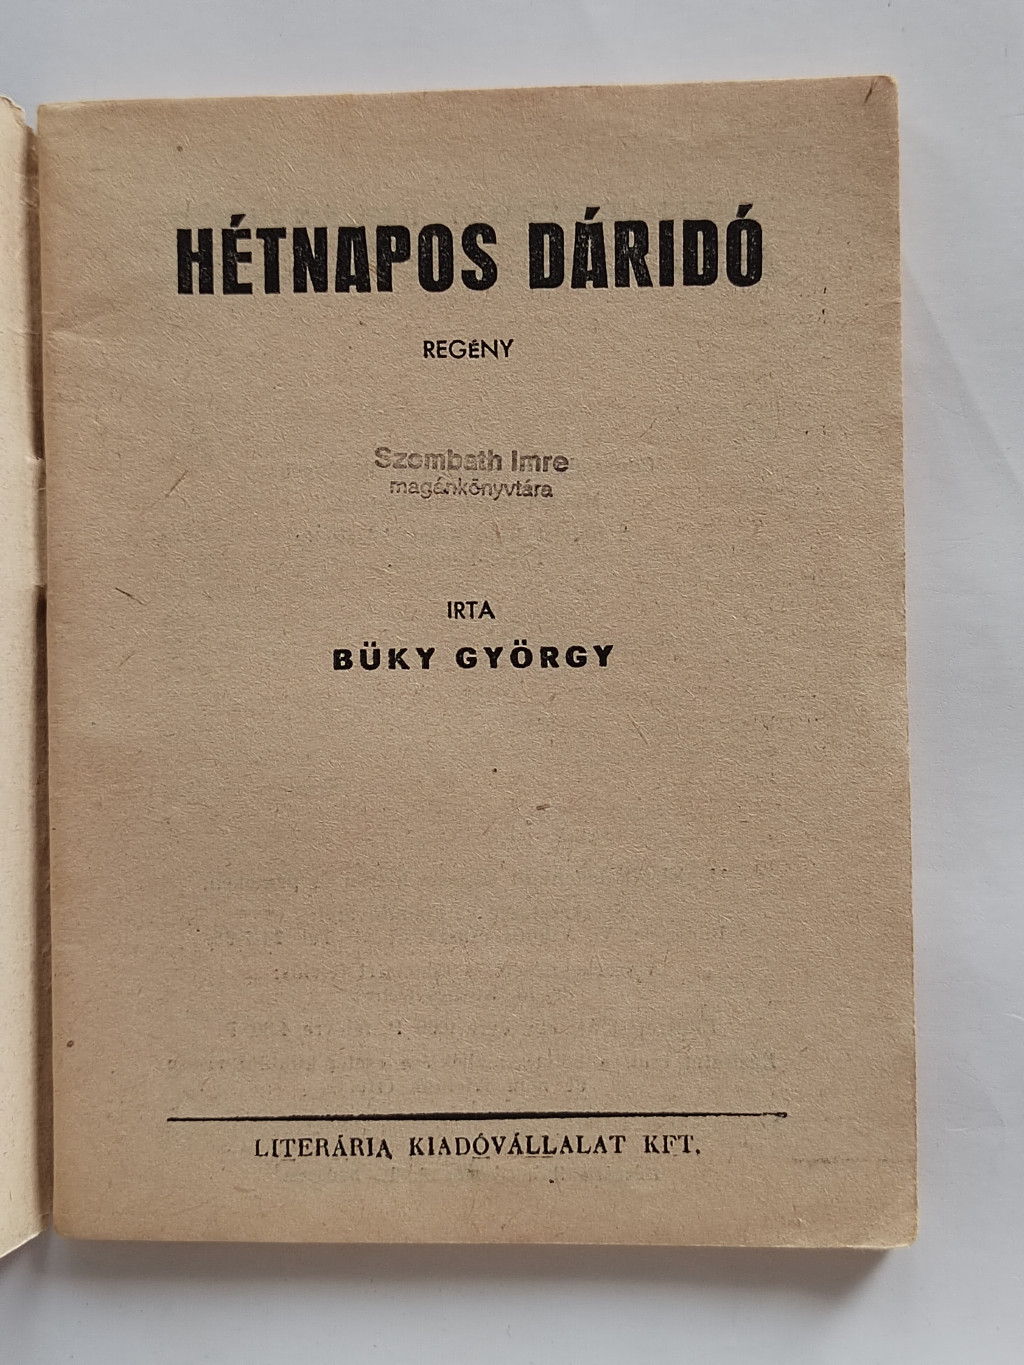 HÉTNAPOS DÁRIDÓ
REGÉNY
Szombath Imre
magánkönyvtára
IRTA
BÜKY GYÖRGY
LITERÁRIA KIADÓVÁLLALAT KFT.